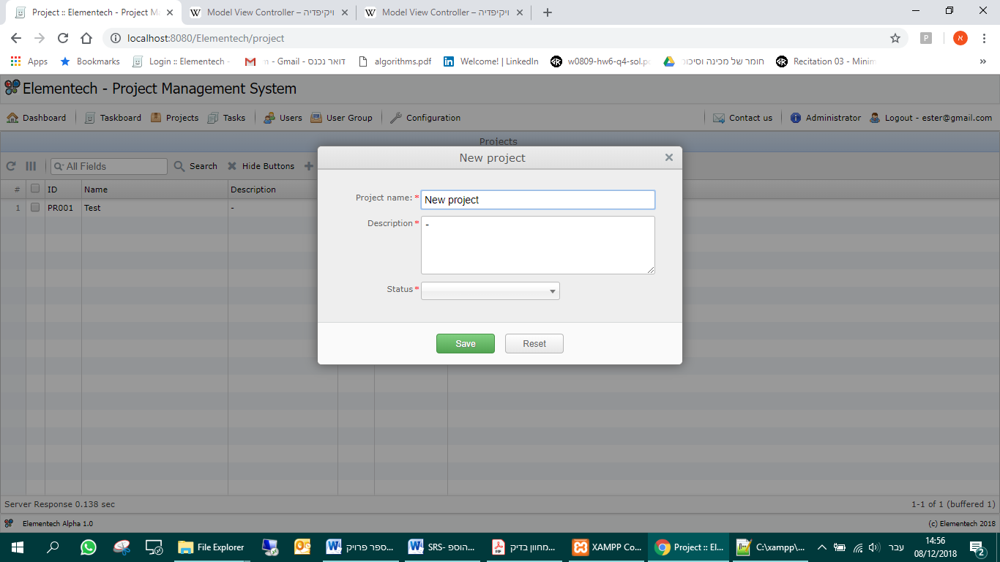 Project :: Elementech - Project Ma
Model View Controller – ויקיפדיה
Model View Controller – ויקיפדיה
localhost:8080/Elementech/project
P
א
Apps
Bookmarks
Login :: Elementech -
דואר נכנס - Gmail - m
algorithms.pdf
Welcome! | LinkedIn
w0809-hw6-q4-sol.p
חומר של מכינה וסיכומ
Recitation 03 - Minim
»
Elementech - Project Management System
Dashboard
Taskboard
Projects
Tasks
Users
User Group
Configuration
Contact us
Administrator
Logout - ester@gmail.com
Projects
All Fields
Search
Hide Buttons
#
ID
Name
Description
1
PR001
Test
-
New project
Project name: *
New project
Description *
-
Status *
Save
Reset
Server Response 0.138 sec
1-1 of 1 (buffered 1)
Elementech Alpha 1.0
(c) Elementech 2018
File Explorer
ספר פרויק...
SRS- הוספ...
מחוון בדיק...
XAMPP Co...
Project :: El...
C:\xampp\...
עבר
14:56
08/12/2018
2